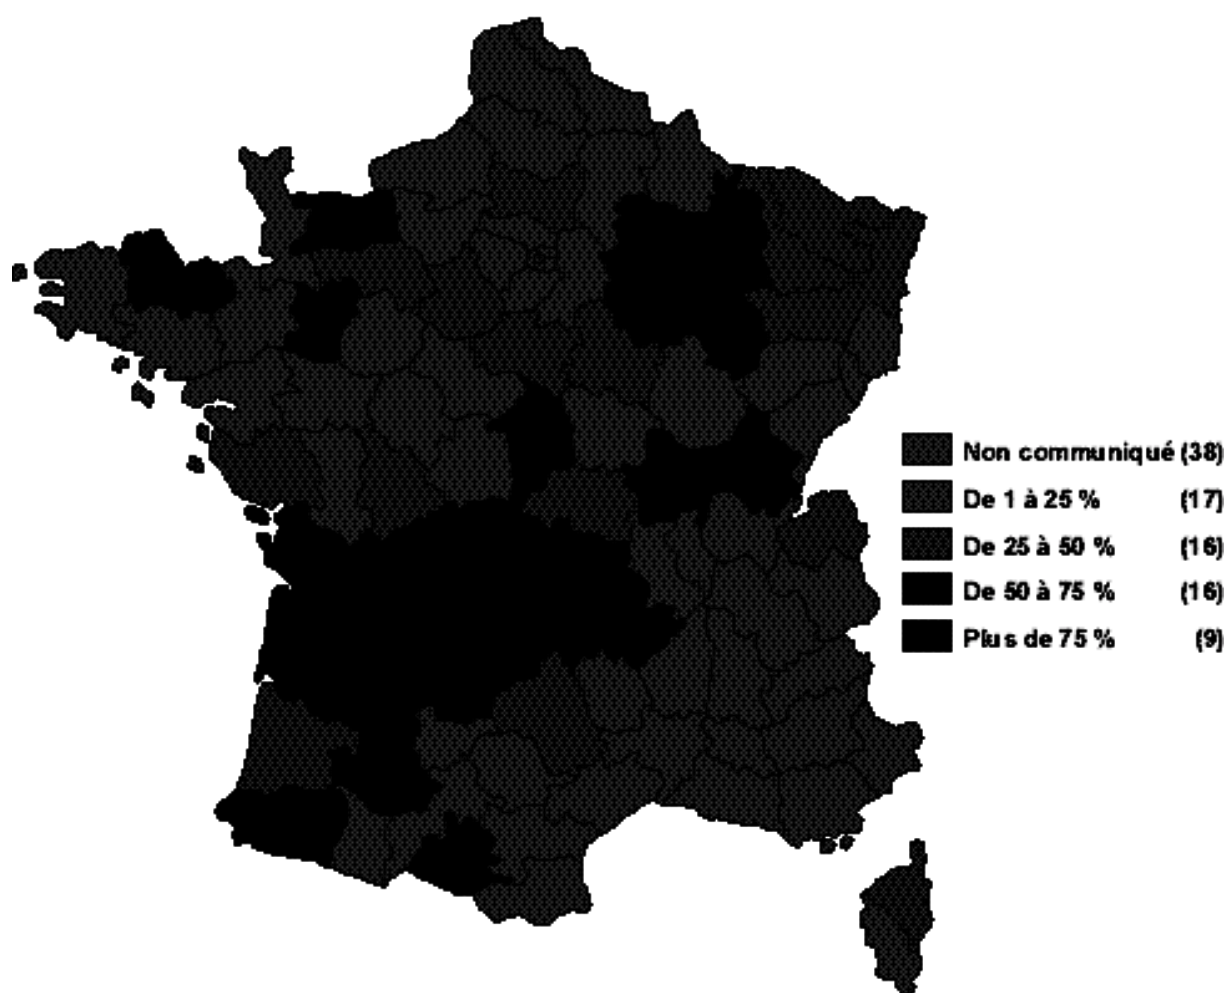 Non communiqué (38)
De 1 à 25 % (17)
De 25 à 50 % (16)
De 50 à 75 % (16)
Plus de 75 % (9)